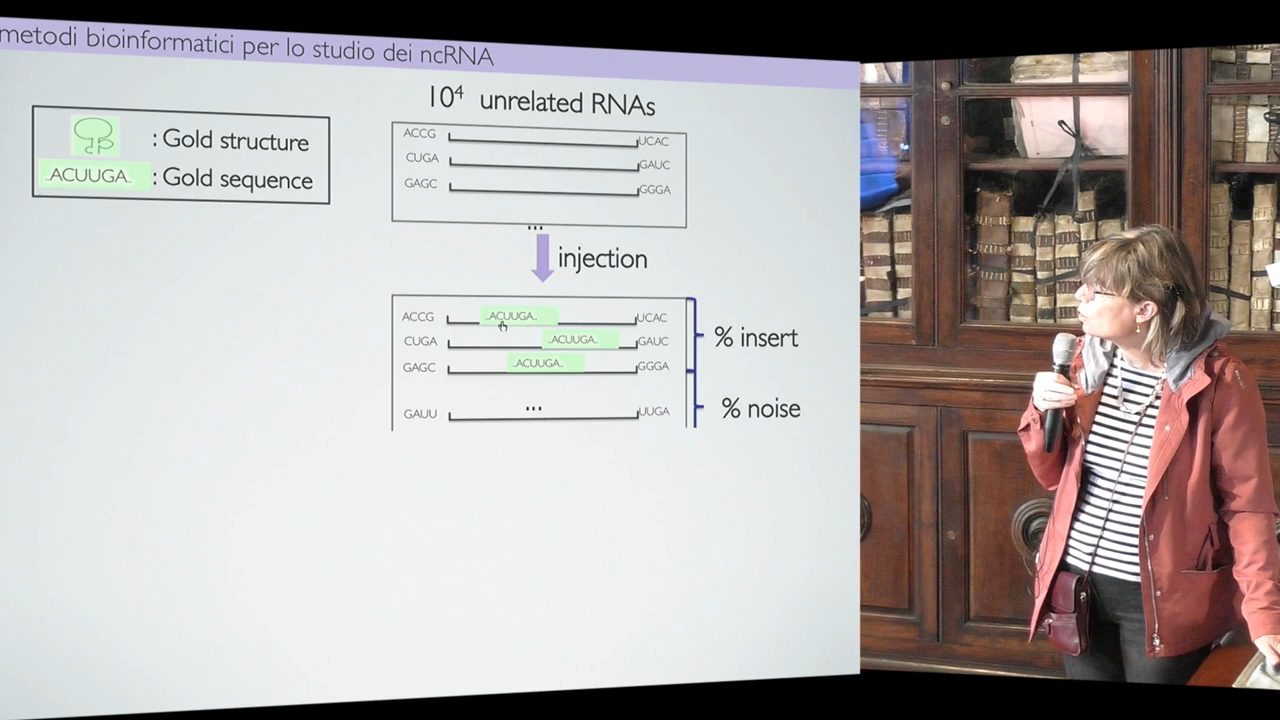 metodi bioinformatici per lo studio dei ncRNA
10⁴ unrelated RNAs
: Gold structure
..ACUUGA.. : Gold sequence
ACCG UCAC
CUGA GAUC
GAGC GGGA
...
injection
ACCG ..ACUUGA.. UCAC
CUGA ..ACUUGA.. GAUC
GAGC ..ACUUGA.. GGGA
% insert
...
GAUU UUGA
% noise